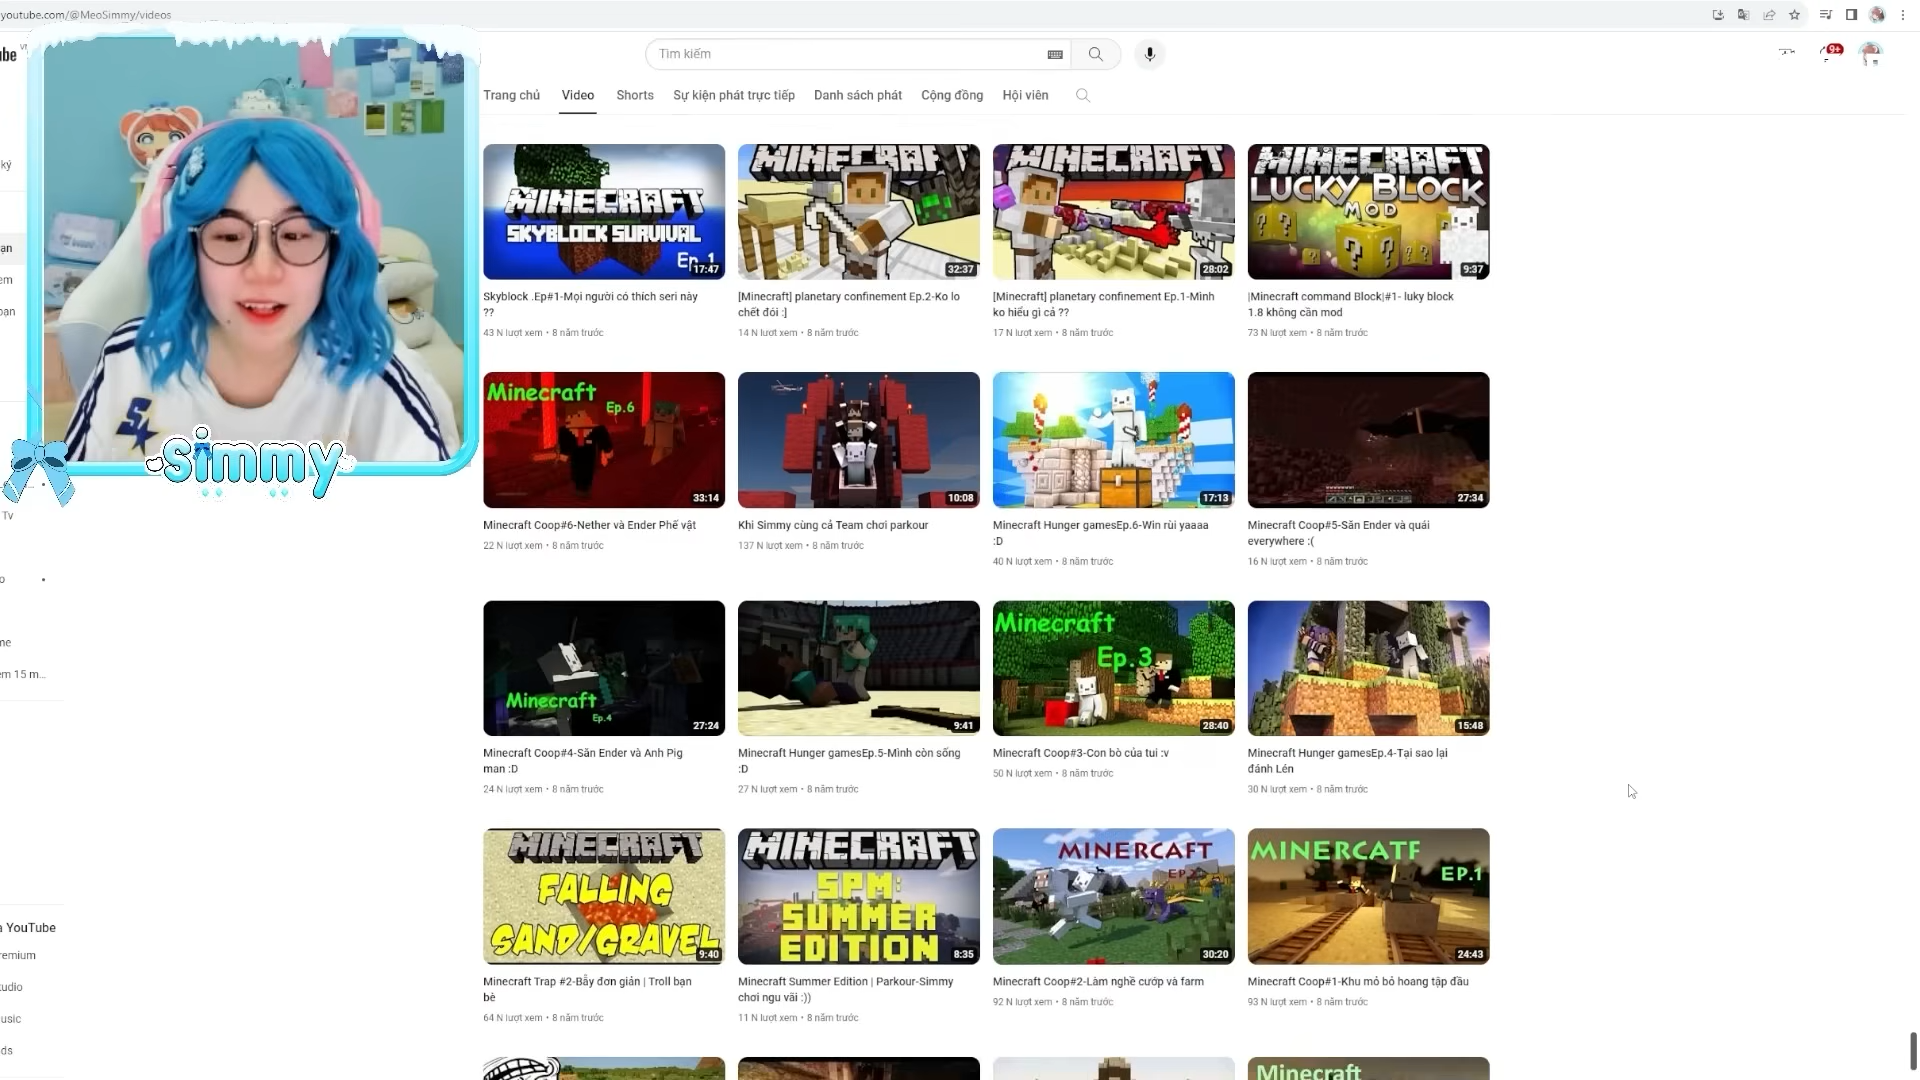 youtube.com/@MeoSimmy/videos
Tìm kiếm
9+
Trang chủ Video Shorts Sự kiện phát trực tiếp Danh sách phát Cộng đồng Hội viên
MINECRAFT
SKYBLOCK SURVIVAL
Ep.1
17:47
MINECRAFT
32:37
MINECRAFT
28:02
MINECRAFT
LUCKY BLOCK
MOD
9:37
Skyblock .Ep#1-Mọi người có thích seri này
??
43 N lượt xem • 8 năm trước
[Minecraft] planetary confinement Ep.2-Ko lo
chết đói :]
14 N lượt xem • 8 năm trước
[Minecraft] planetary confinement Ep.1-Mình
ko hiểu gì cả ??
17 N lượt xem • 8 năm trước
|Minecraft command Block|#1- luky block
1.8 không cần mod
73 N lượt xem • 8 năm trước
simmy
Minecraft
Ep.6
33:14
10:08
17:13
27:34
Minecraft Coop#6-Nether và Ender Phế vật
22 N lượt xem • 8 năm trước
Khi Simmy cùng cả Team chơi parkour
137 N lượt xem • 8 năm trước
Minecraft Hunger gamesEp.6-Win rùi yaaaa
:D
40 N lượt xem • 8 năm trước
Minecraft Coop#5-Săn Ender và quái
everywhere :(
16 N lượt xem • 8 năm trước
Minecraft
Ep.4
27:24
9:41
Minecraft
Ep.3
28:40
15:48
Minecraft Coop#4-Săn Ender và Anh Pig
man :D
24 N lượt xem • 8 năm trước
Minecraft Hunger gamesEp.5-Mình còn sống
:D
27 N lượt xem • 8 năm trước
Minecraft Coop#3-Con bò của tui :v
50 N lượt xem • 8 năm trước
Minecraft Hunger gamesEp.4-Tại sao lại
đánh Lén
30 N lượt xem • 8 năm trước
MINECRAFT
FALLING
SAND/GRAVEL
9:40
MINECRAFT
SPM:
SUMMER
EDITION
8:35
MINERCAFT
30:20
MINERCATF
EP.1
24:43
Minecraft Trap #2-Bẫy đơn giản | Troll bạn
bè
64 N lượt xem • 8 năm trước
Minecraft Summer Edition | Parkour-Simmy
chơi ngu vãi :))
11 N lượt xem • 8 năm trước
Minecraft Coop#2-Làm nghề cướp và farm
92 N lượt xem • 8 năm trước
Minecraft Coop#1-Khu mỏ bỏ hoang tập đầu
93 N lượt xem • 8 năm trước
Minecraft
Tv
em 15 m...
YouTube